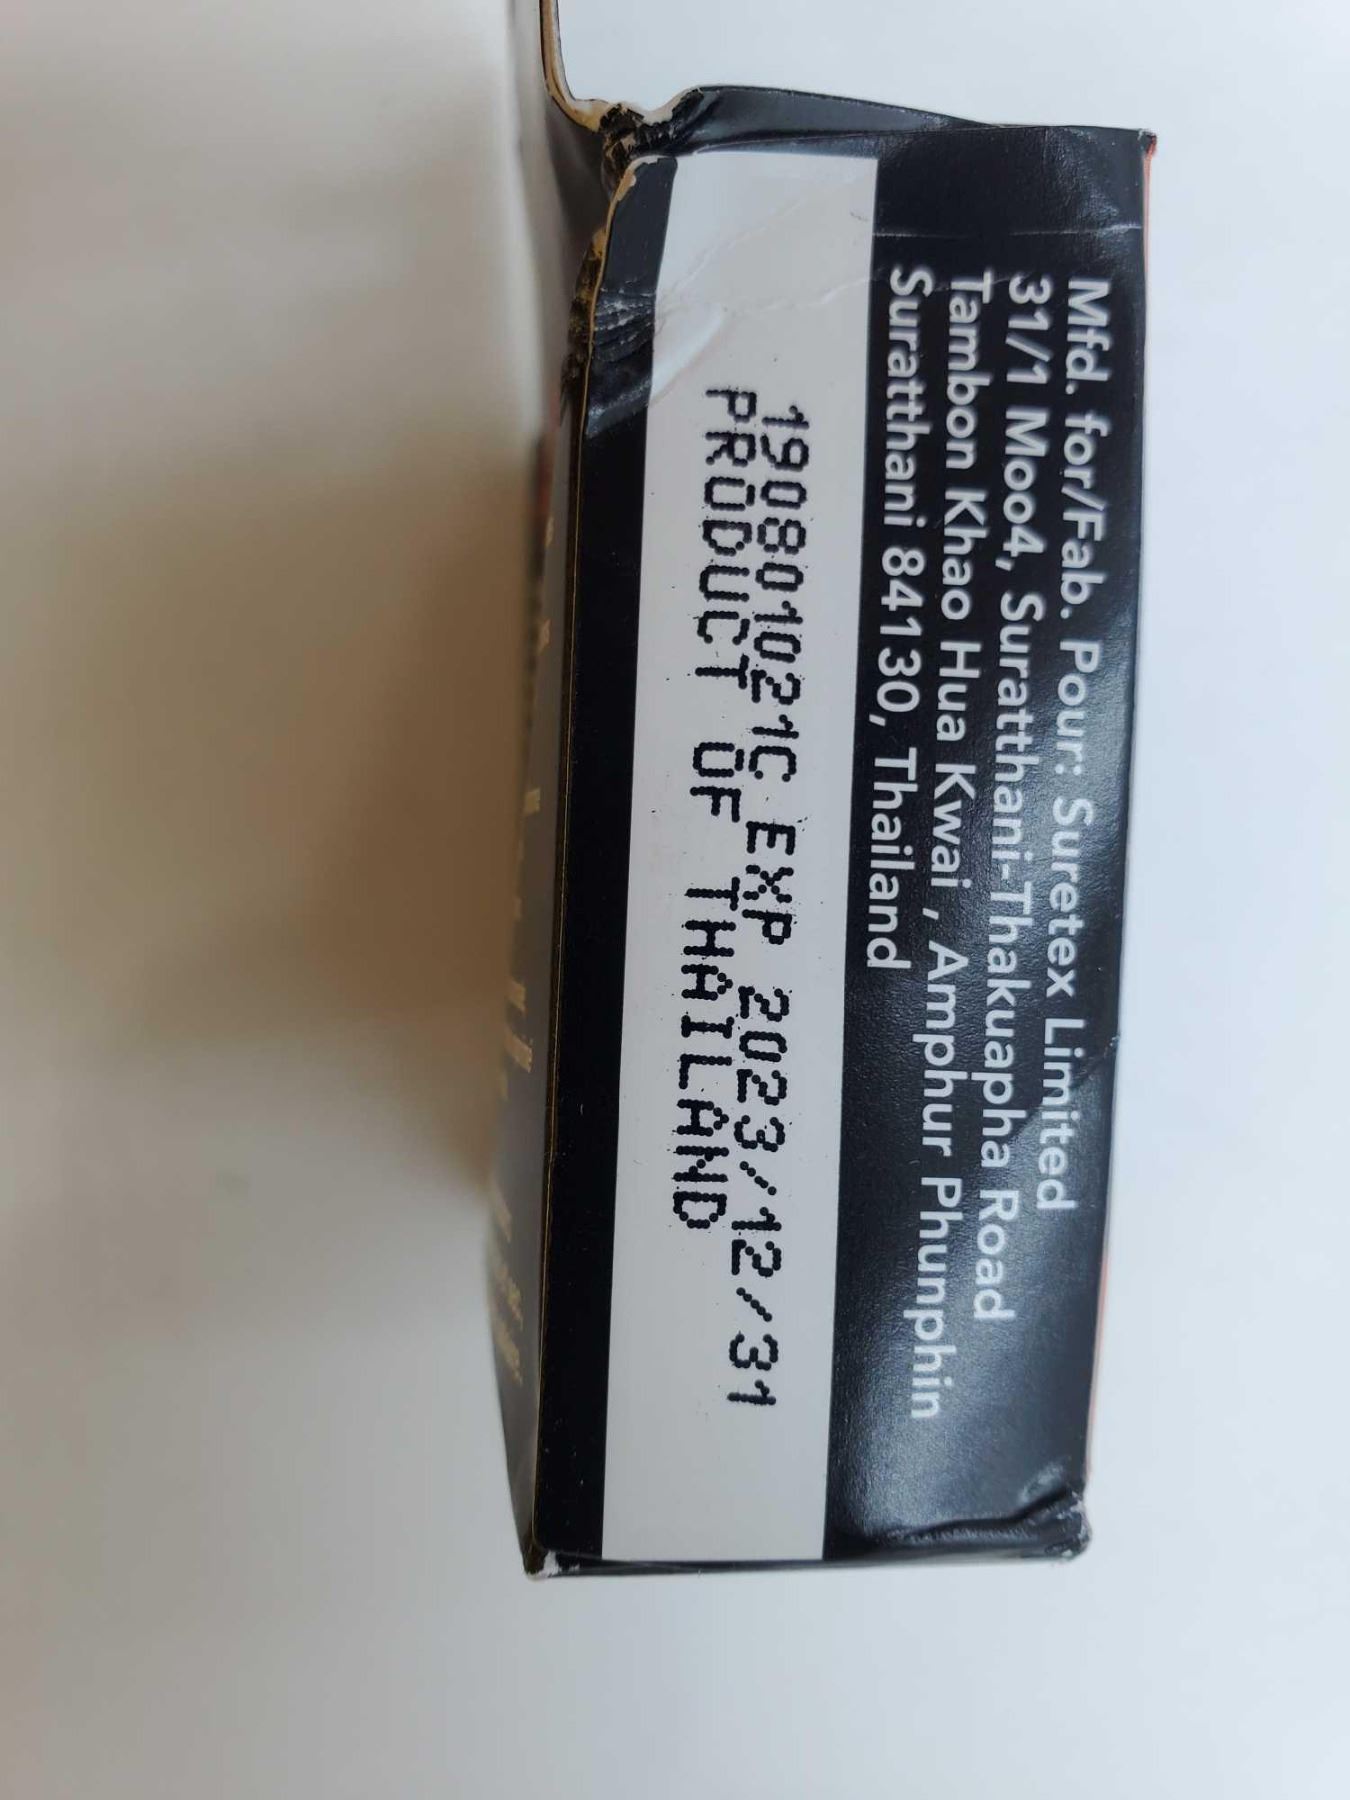 Mfd. for/Fab. Pour: Suretex Limited
31/1 Moo4, Suratthani-Thakuapha Road
Tambon Khao Hua Kwai , Amphur Phunphin
Suratthani 84130, Thailand
190801021C EXP 2023/12/31
PRODUCT OF THAILAND